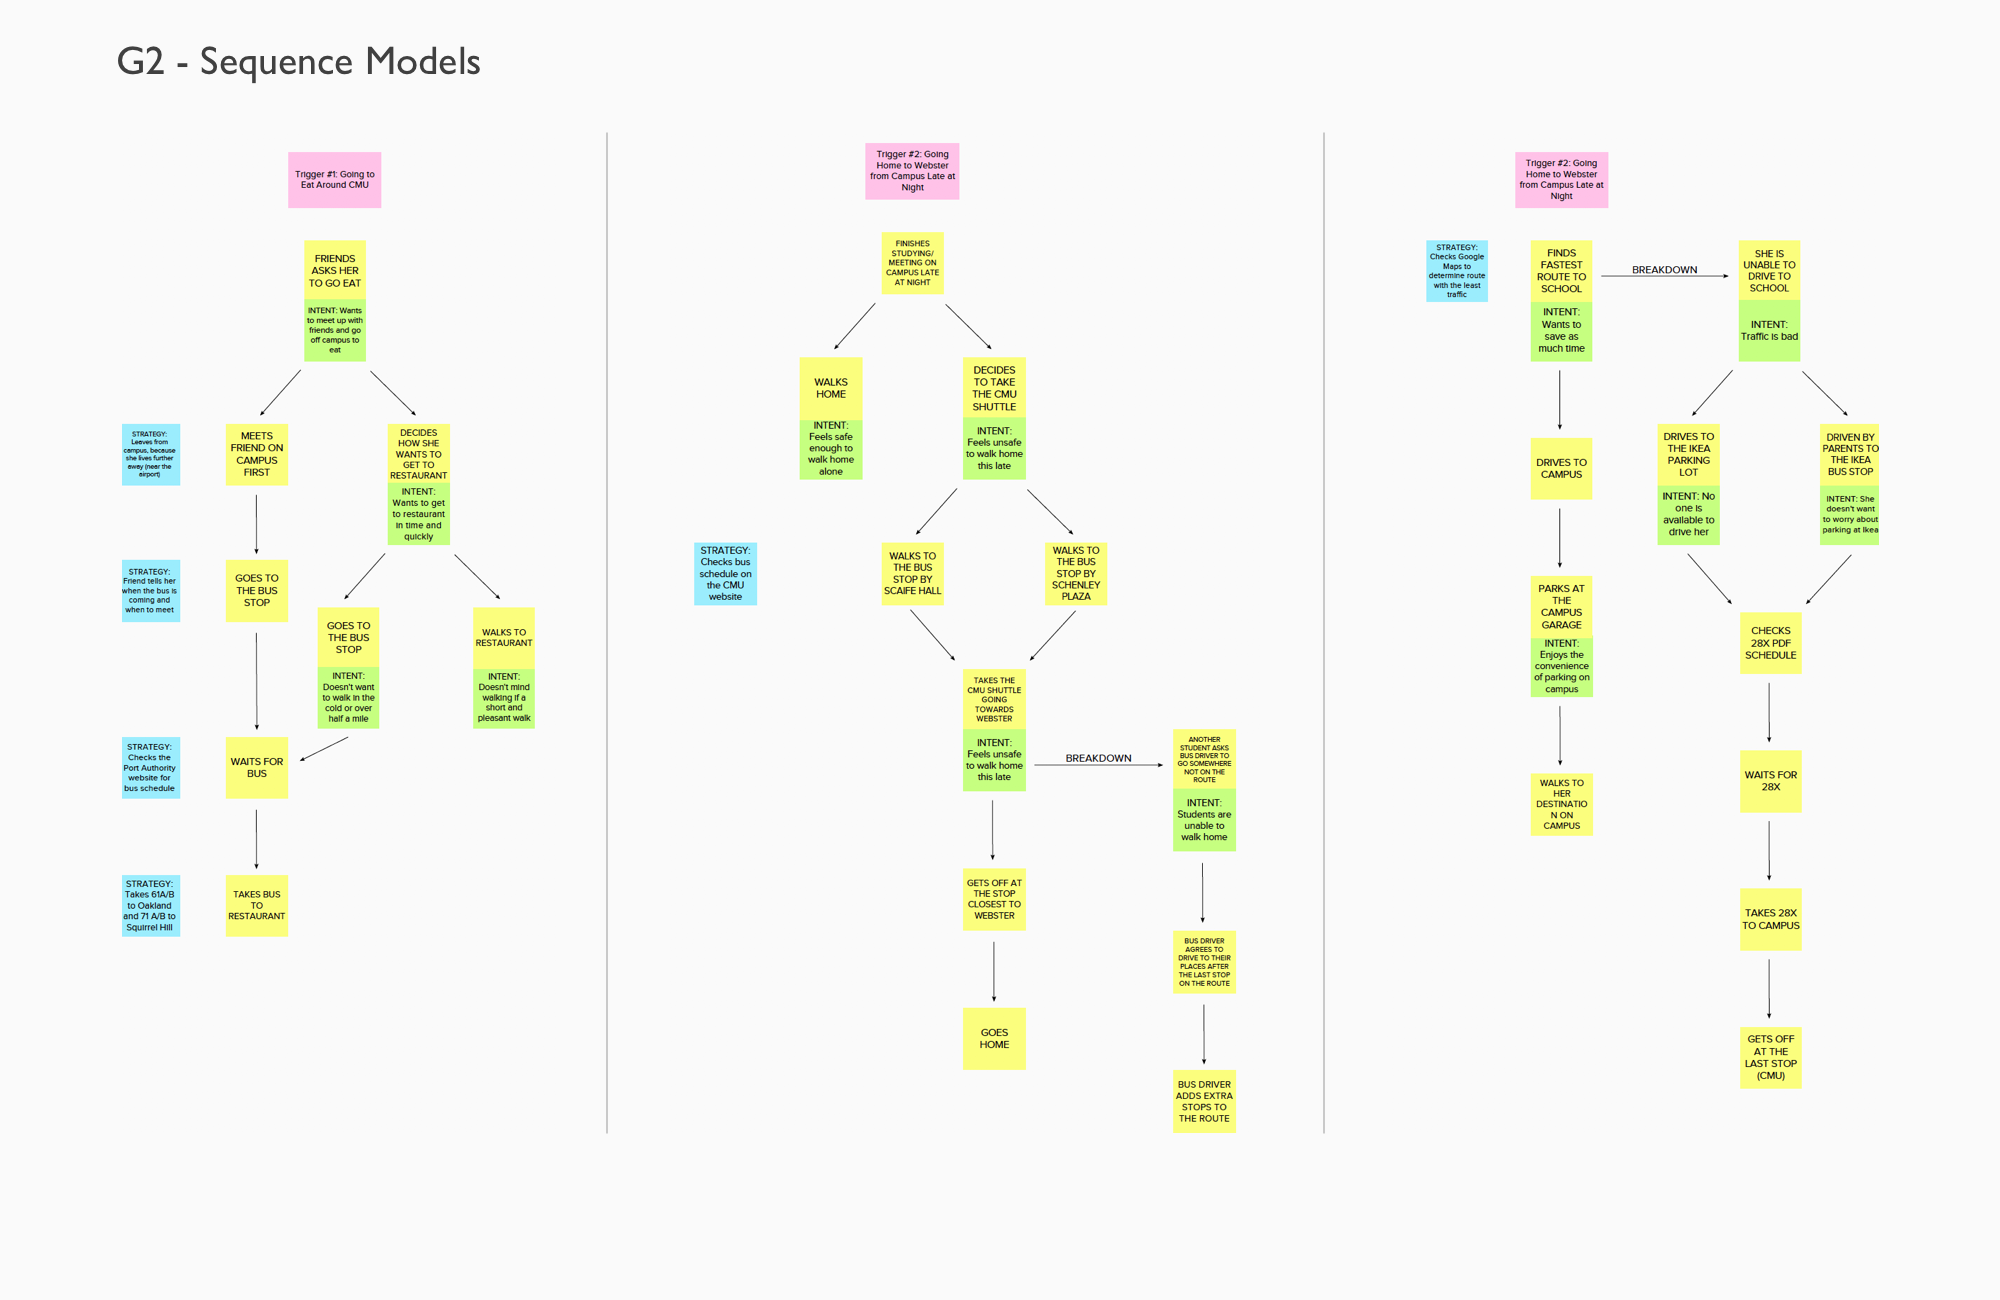 G2 - Sequence Models
Trigger #1: Going to
Eat Around CMU
FRIENDS
ASKS HER
TO GO EAT
INTENT: Wants
to meet up with
friends and go
off campus to
eat
STRATEGY:
Leaves from
campus, because
she lives further
away (near the
airport)
MEETS
FRIEND ON
CAMPUS
FIRST
DECIDES
HOW SHE
WANTS TO
GET TO
RESTAURANT
INTENT:
Wants to get
to restaurant
in time and
quickly
STRATEGY:
Friend tells her
when the bus is
coming and
when to meet
GOES TO
THE BUS
STOP
GOES TO
THE BUS
STOP
INTENT:
Doesn't want
to walk in the
cold or over
half a mile
WALKS TO
RESTAURANT
INTENT:
Doesn't mind
walking if a
short and
pleasant walk
STRATEGY:
Checks the
Port Authority
website for
bus schedule
WAITS FOR
BUS
STRATEGY:
Takes 61A/B
to Oakland
and 71 A/B to
Squirrel Hill
TAKES BUS
TO
RESTAURANT
Trigger #2: Going
Home to Webster
from Campus Late at
Night
FINISHES
STUDYING/
MEETING ON
CAMPUS LATE
AT NIGHT
WALKS
HOME
INTENT:
Feels safe
enough to
walk home
alone
DECIDES
TO TAKE
THE CMU
SHUTTLE
INTENT:
Feels unsafe
to walk home
this late
STRATEGY:
Checks bus
schedule on
the CMU
website
WALKS TO
THE BUS
STOP BY
SCAIFE HALL
WALKS TO
THE BUS
STOP BY
SCHENLEY
PLAZA
TAKES THE
CMU SHUTTLE
GOING
TOWARDS
WEBSTER
INTENT:
Feels unsafe
to walk home
this late
BREAKDOWN
ANOTHER
STUDENT ASKS
BUS DRIVER TO
GO SOMEWHERE
NOT ON THE
ROUTE
INTENT:
Students are
unable to
walk home
GETS OFF AT
THE STOP
CLOSEST TO
WEBSTER
BUS DRIVER
AGREES TO
DRIVE TO THEIR
PLACES AFTER
THE LAST STOP
ON THE ROUTE
GOES
HOME
BUS DRIVER
ADDS EXTRA
STOPS TO
THE ROUTE
Trigger #2: Going
Home to Webster
from Campus Late at
Night
STRATEGY:
Checks Google
Maps to
determine route
with the least
traffic
FINDS
FASTEST
ROUTE TO
SCHOOL
INTENT:
Wants to
save as
much time
BREAKDOWN
SHE IS
UNABLE TO
DRIVE TO
SCHOOL
INTENT:
Traffic is bad
DRIVES TO
CAMPUS
DRIVES TO
THE IKEA
PARKING
LOT
INTENT: No
one is
available to
drive her
DRIVEN BY
PARENTS TO
THE IKEA
BUS STOP
INTENT: She
doesn't want
to worry about
parking at Ikea
PARKS AT
THE
CAMPUS
GARAGE
INTENT:
Enjoys the
convenience
of parking on
campus
CHECKS
28X PDF
SCHEDULE
WALKS TO
HER
DESTINATIO
N ON
CAMPUS
WAITS FOR
28X
TAKES 28X
TO CAMPUS
GETS OFF
AT THE
LAST STOP
(CMU)